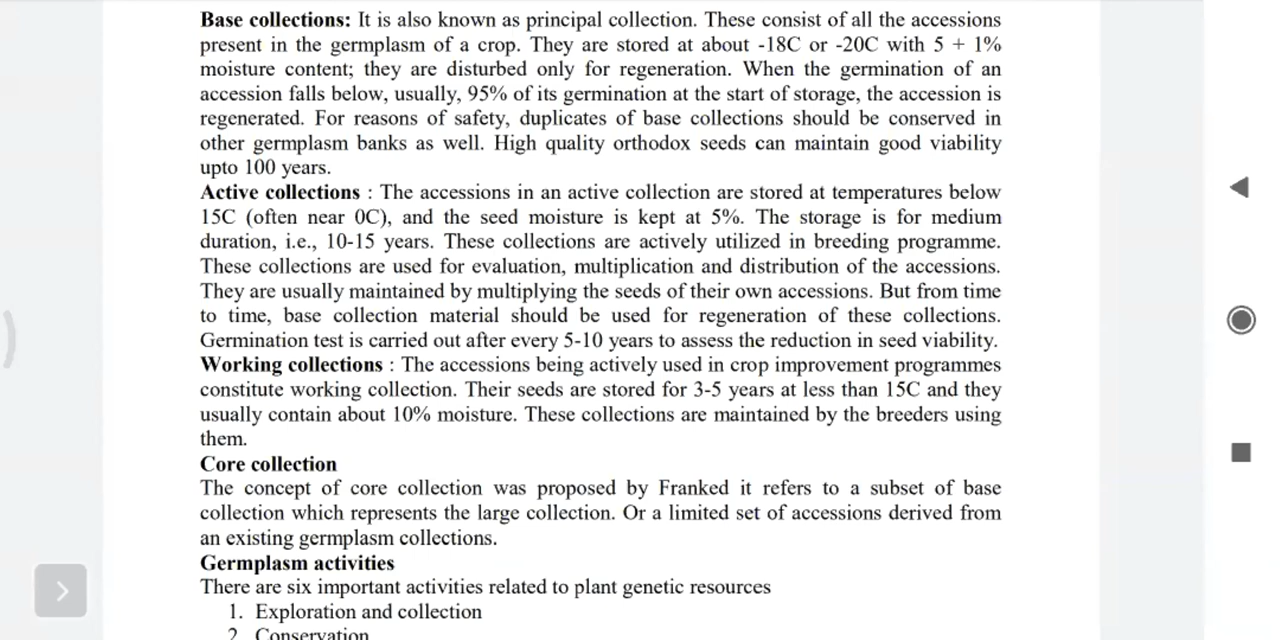 Base collections: It is also known as principal collection. These consist of all the accessions
present in the germplasm of a crop. They are stored at about -18C or -20C with 5 + 1%
moisture content; they are disturbed only for regeneration. When the germination of an
accession falls below, usually, 95% of its germination at the start of storage, the accession is
regenerated. For reasons of safety, duplicates of base collections should be conserved in
other germplasm banks as well. High quality orthodox seeds can maintain good viability
upto 100 years.
Active collections : The accessions in an active collection are stored at temperatures below
15C (often near 0C), and the seed moisture is kept at 5%. The storage is for medium
duration, i.e., 10-15 years. These collections are actively utilized in breeding programme.
These collections are used for evaluation, multiplication and distribution of the accessions.
They are usually maintained by multiplying the seeds of their own accessions. But from time
to time, base collection material should be used for regeneration of these collections.
Germination test is carried out after every 5-10 years to assess the reduction in seed viability.
Working collections : The accessions being actively used in crop improvement programmes
constitute working collection. Their seeds are stored for 3-5 years at less than 15C and they
usually contain about 10% moisture. These collections are maintained by the breeders using
them.
Core collection
The concept of core collection was proposed by Franked it refers to a subset of base
collection which represents the large collection. Or a limited set of accessions derived from
an existing germplasm collections.
Germplasm activities
There are six important activities related to plant genetic resources
1. Exploration and collection
2. Conservation